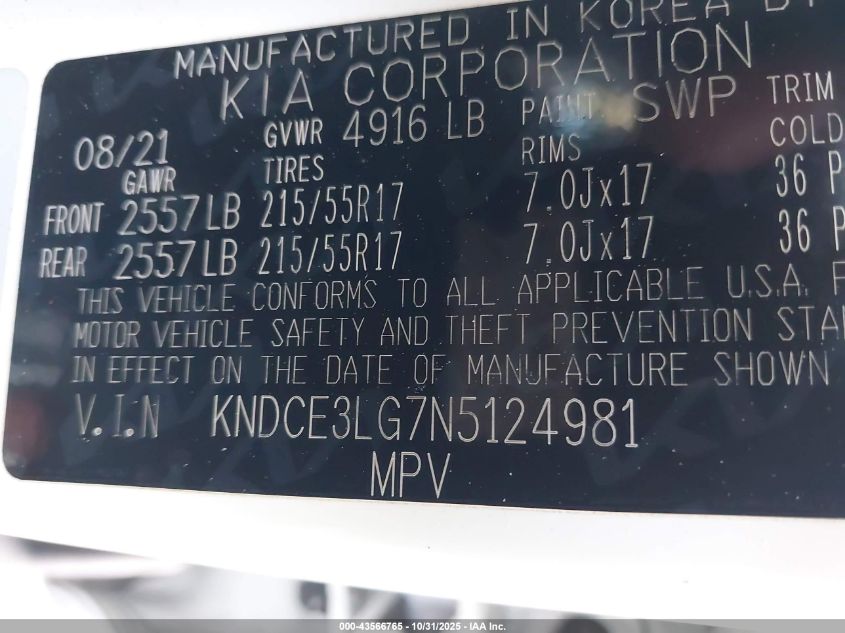 MANUFACTURED IN KOREA BY
KIA CORPORATION
08/21 GVWR 4916 LB PAINT SWP TRIM
GAWR TIRES RIMS COLD
FRONT 2557LB 215/55R17 7.0Jx17 36 P
REAR 2557LB 215/55R17 7.0Jx17 36 P
THIS VEHICLE CONFORMS TO ALL APPLICABLE U.S.A. F
MOTOR VEHICLE SAFETY AND THEFT PREVENTION STA
IN EFFECT ON THE DATE OF MANUFACTURE SHOWN
V.I.N KNDCE3LG7N5124981
MPV
000-43566765 - 10/31/2025 - IAA Inc.